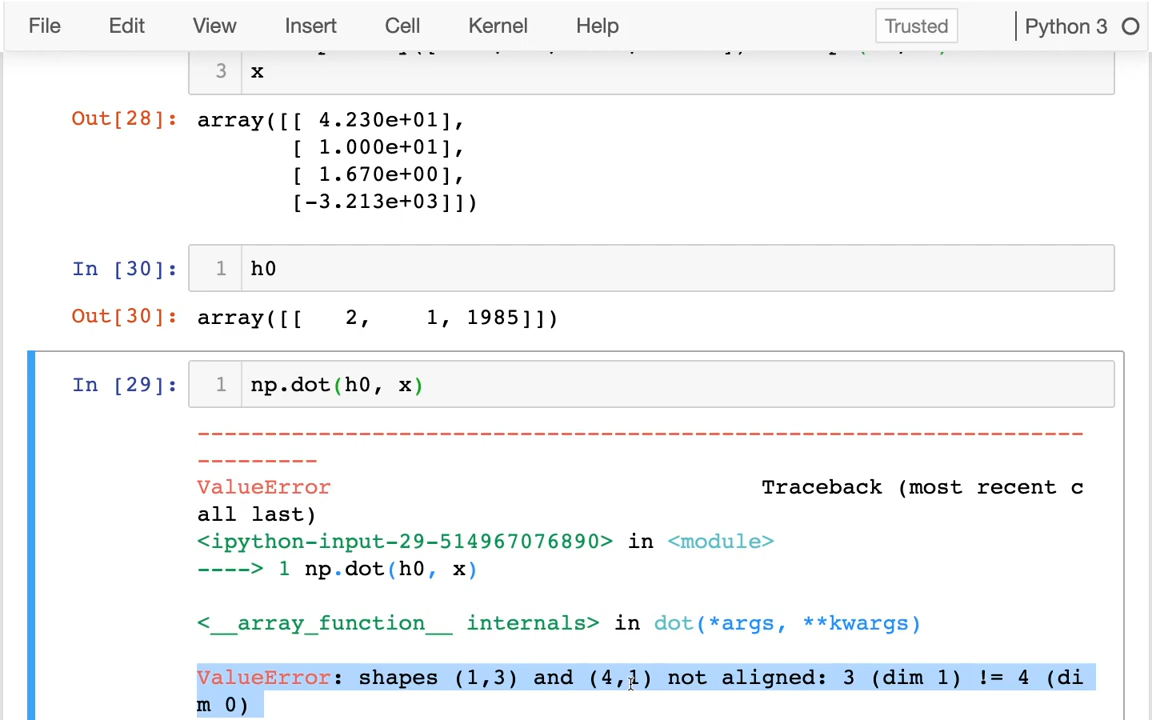 File Edit View Insert Cell Kernel Help Trusted Python 3
3 x
Out[28]: array([[ 4.230e+01],
[ 1.000e+01],
[ 1.670e+00],
[-3.213e+03]])
In [30]: 1 h0
Out[30]: array([[ 2, 1, 1985]])
In [29]: 1 np.dot(h0, x)
---------------------------------------------------------------------------
ValueError Traceback (most recent c
all last)
<ipython-input-29-514967076890> in <module>
----> 1 np.dot(h0, x)
<__array_function__ internals> in dot(*args, **kwargs)
ValueError: shapes (1,3) and (4,1) not aligned: 3 (dim 1) != 4 (di
m 0)